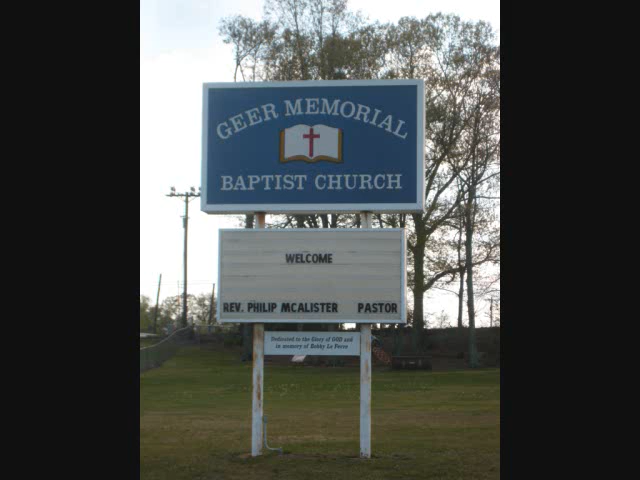 GEER MEMORIAL
BAPTIST CHURCH
WELCOME
REV. PHILIP MCALISTER PASTOR
Dedicated to the Glory of GOD and
in memory of Bobby Le Force